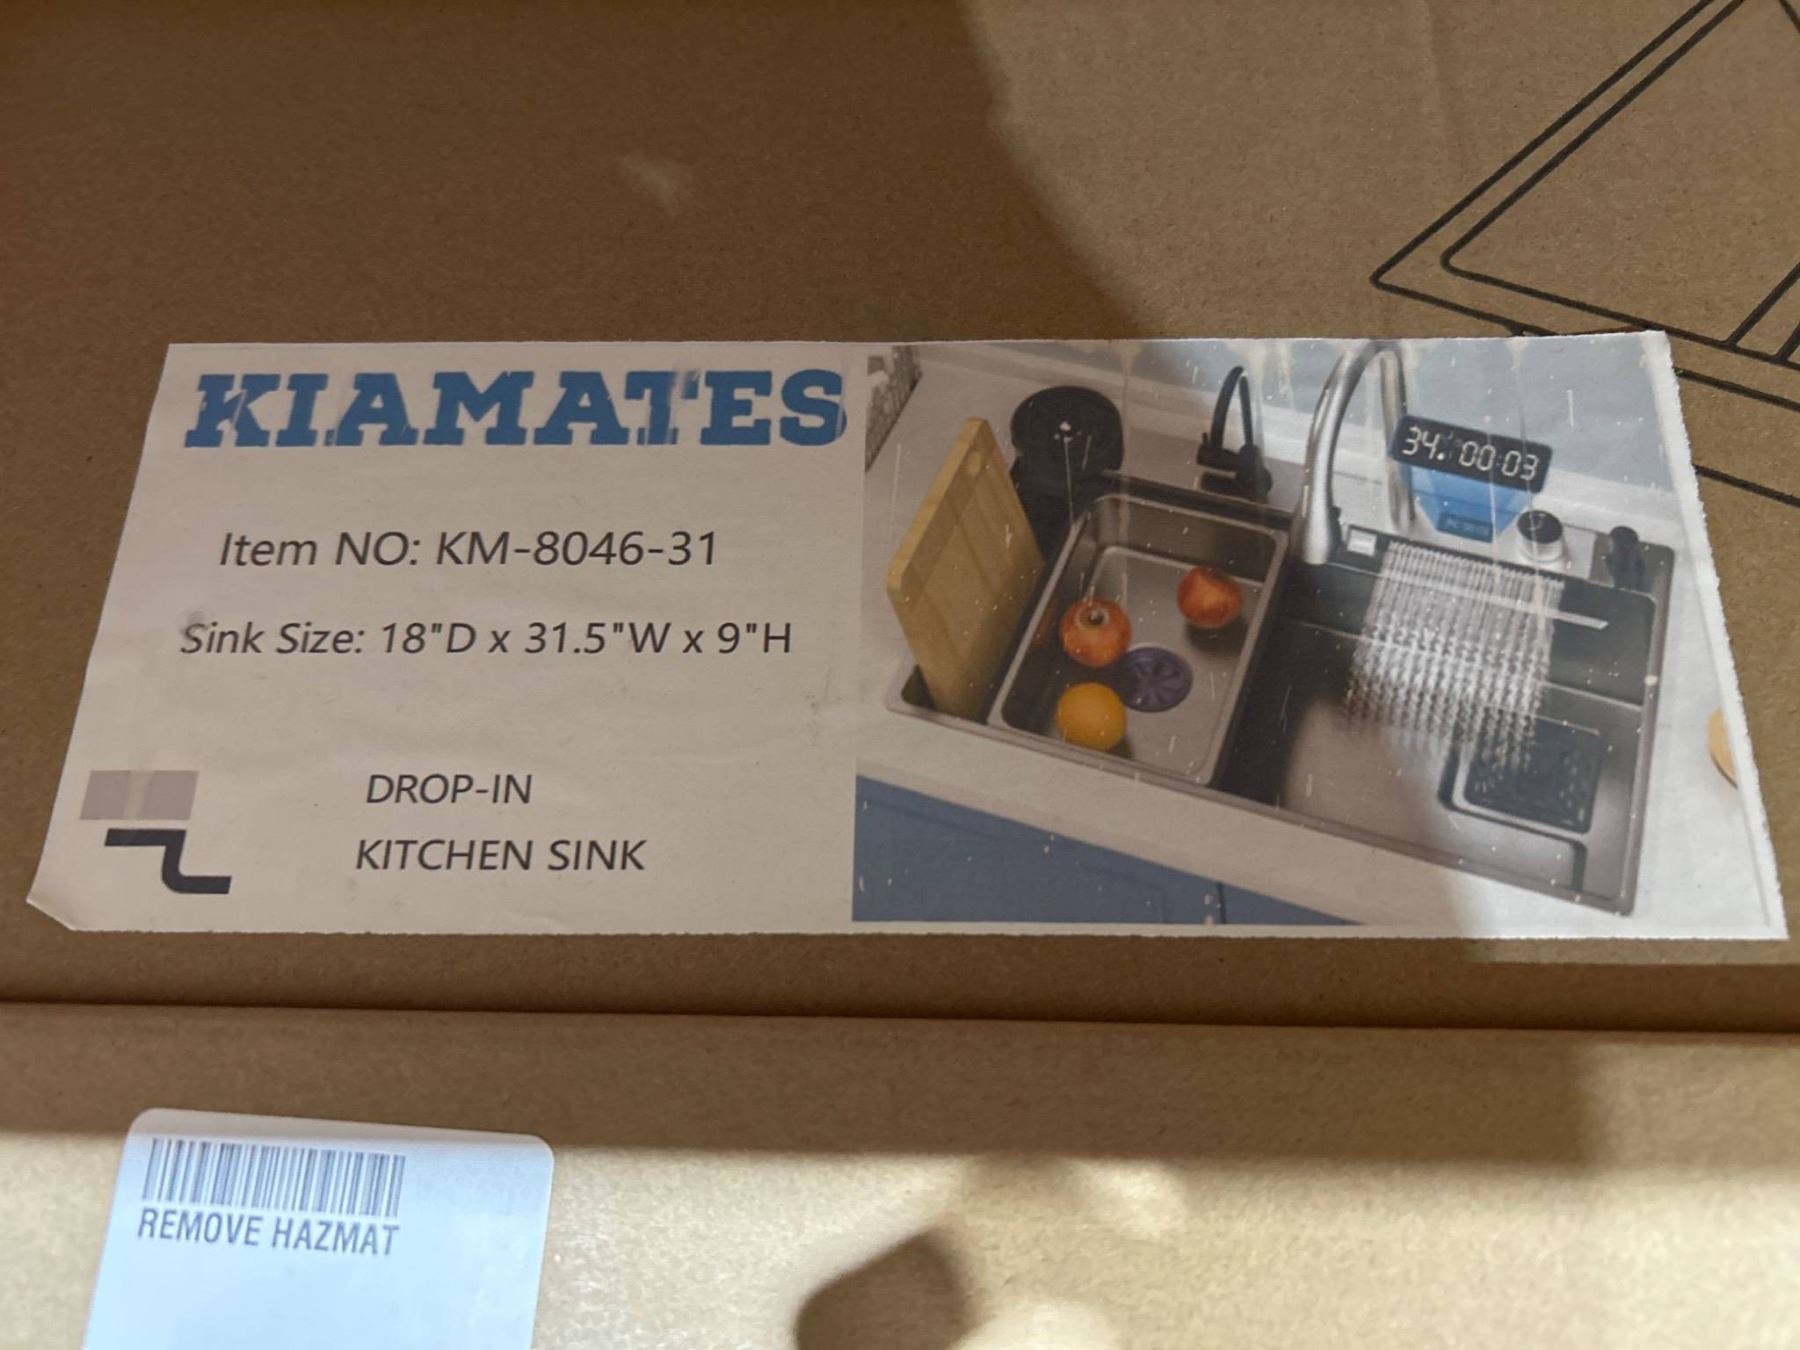 KIAMATES
Item NO: KM-8046-31
Sink Size: 18"D x 31.5"W x 9"H
DROP-IN
KITCHEN SINK
34. 00:03
REMOVE HAZMAT